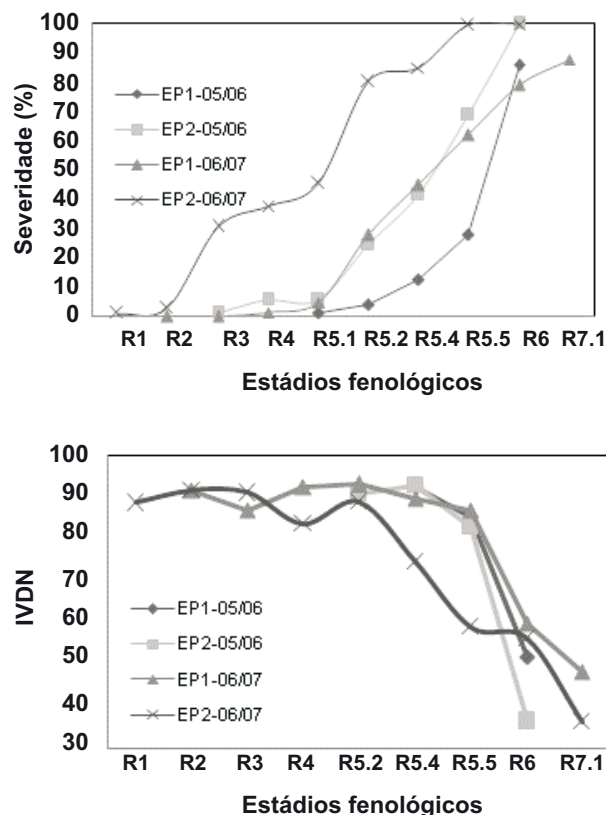 Severidade (%)
100
90
80
70
60
50
40
30
20
10
0
EP1-05/06
EP2-05/06
EP1-06/07
EP2-06/07
R1 R2 R3 R4 R5.1 R5.2 R5.4 R5.5 R6 R7.1
Estádios fenológicos
IVDN
100
90
80
70
60
50
40
30
EP1-05/06
EP2-05/06
EP1-06/07
EP2-06/07
R1 R2 R3 R4 R5.2 R5.4 R5.5 R6 R7.1
Estádios fenológicos